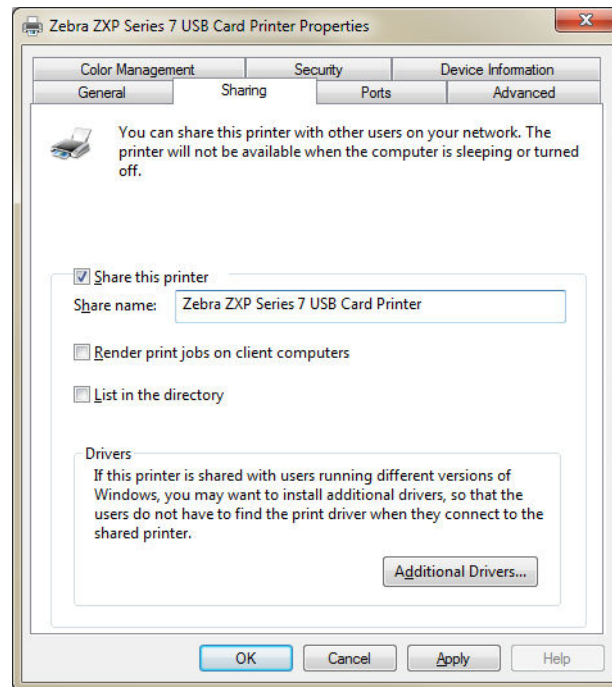 Zebra ZXP Series 7 USB Card Printer Properties
Color Management Security Device Information
General Sharing Ports Advanced
You can share this printer with other users on your network. The
printer will not be available when the computer is sleeping or turned
off.
Share this printer
Share name: Zebra ZXP Series 7 USB Card Printer
Render print jobs on client computers
List in the directory
Drivers
If this printer is shared with users running different versions of
Windows, you may want to install additional drivers, so that the
users do not have to find the print driver when they connect to the
shared printer.
Additional Drivers...
OK Cancel Apply Help